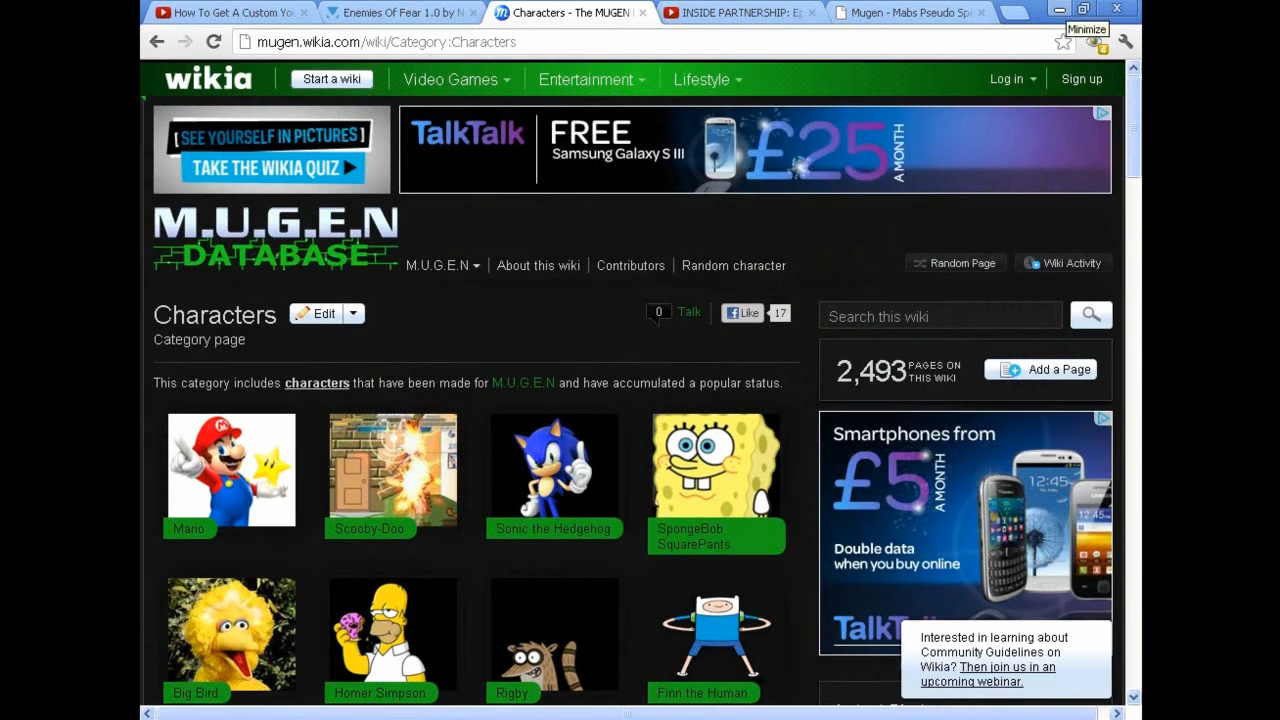 How To Get A Custom Yo
Enemies Of Fear 1.0 by N
Characters - The MUGEN
INSIDE PARTNERSHIP: Ep
Mugen - Mabs Pseudo Sp
Minimize
mugen.wikia.com/wiki/Category:Characters
4
wikia
Start a wiki
Video Games
Entertainment
Lifestyle
Log in
Sign up
[SEE YOURSELF IN PICTURES]
TAKE THE WIKIA QUIZ
TalkTalk
FREE
Samsung Galaxy S III
£25
A MONTH
M.U.G.E.N
DATABASE
M.U.G.E.N
About this wiki
Contributors
Random character
Random Page
Wiki Activity
Characters
Edit
0
Talk
Like
17
Search this wiki
Category page
2,493
PAGES ON
THIS WIKI
Add a Page
This category includes characters that have been made for M.U.G.E.N and have accumulated a popular status.
Smartphones from
£5
A MONTH
12:45
Double data
when you buy online
TalkTalk
Mario
Scooby-Doo
Sonic the Hedgehog
SpongeBob
SquarePants
Big Bird
Homer Simpson
Rigby
Finn the Human
Interested in learning about
Community Guidelines on
Wikia? Then join us in an
upcoming webinar.